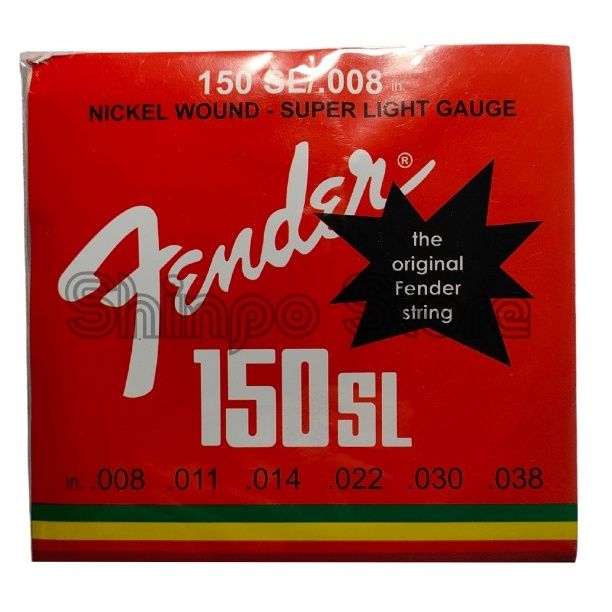 150 SL/.008 in.
NICKEL WOUND - SUPER LIGHT GAUGE
Fender®
the
original
Fender
string
Shinpo Store
150SL
in. .008 .011 .014 .022 .030 .038